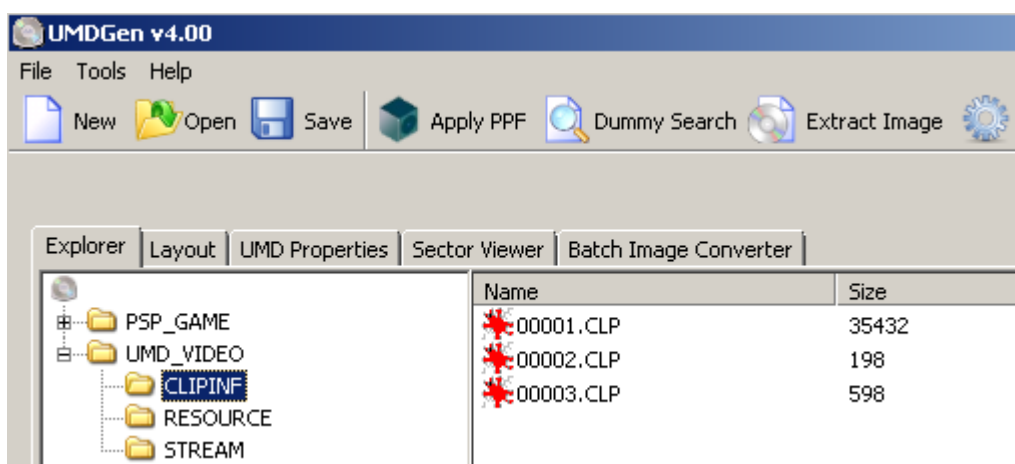 UMDGen v4.00
File Tools Help
New Open Save Apply PPF Dummy Search Extract Image
Explorer Layout UMD Properties Sector Viewer Batch Image Converter
Name Size
PSP_GAME
UMD_VIDEO
CLIPINF
RESOURCE
STREAM
00001.CLP 35432
00002.CLP 198
00003.CLP 598